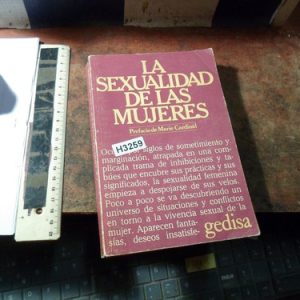 LA
SEXUALIDAD
DE LAS
MUJERES
Prefacio de Marie Cardinal
H3259
siglos de sometimiento y
marginación, atrapada en una com-
plicada trama de inhibiciones y ta-
búes que encubre sus prácticas y sus
significados, la sexualidad femenina
empieza a despojarse de sus velos
Poco a poco se va descubriendo un
universo de situaciones y conflictos
en torno a la vivencia sexual de la
mujer. Aparecen fanta-
sías, deseos insatisfe-
gedisa